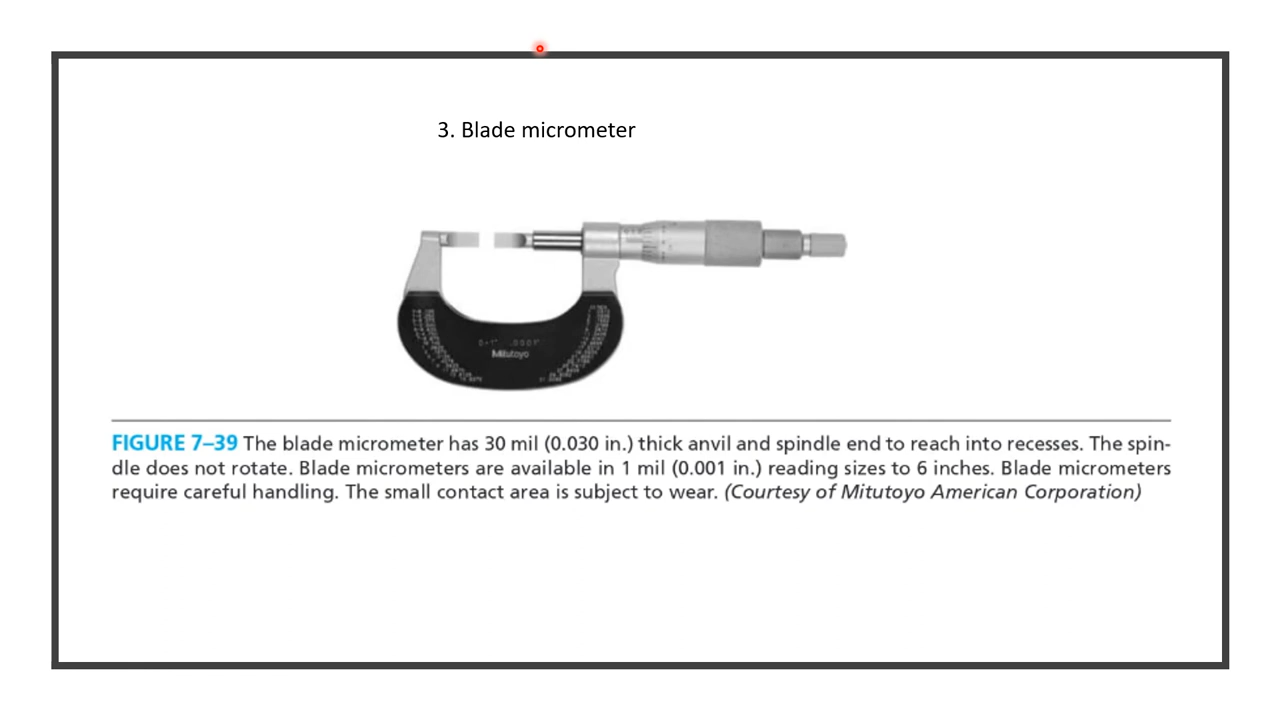 3. Blade micrometer
0-1" .0001"
Mitutoyo
FIGURE 7–39 The blade micrometer has 30 mil (0.030 in.) thick anvil and spindle end to reach into recesses. The spin-
dle does not rotate. Blade micrometers are available in 1 mil (0.001 in.) reading sizes to 6 inches. Blade micrometers
require careful handling. The small contact area is subject to wear. (Courtesy of Mitutoyo American Corporation)